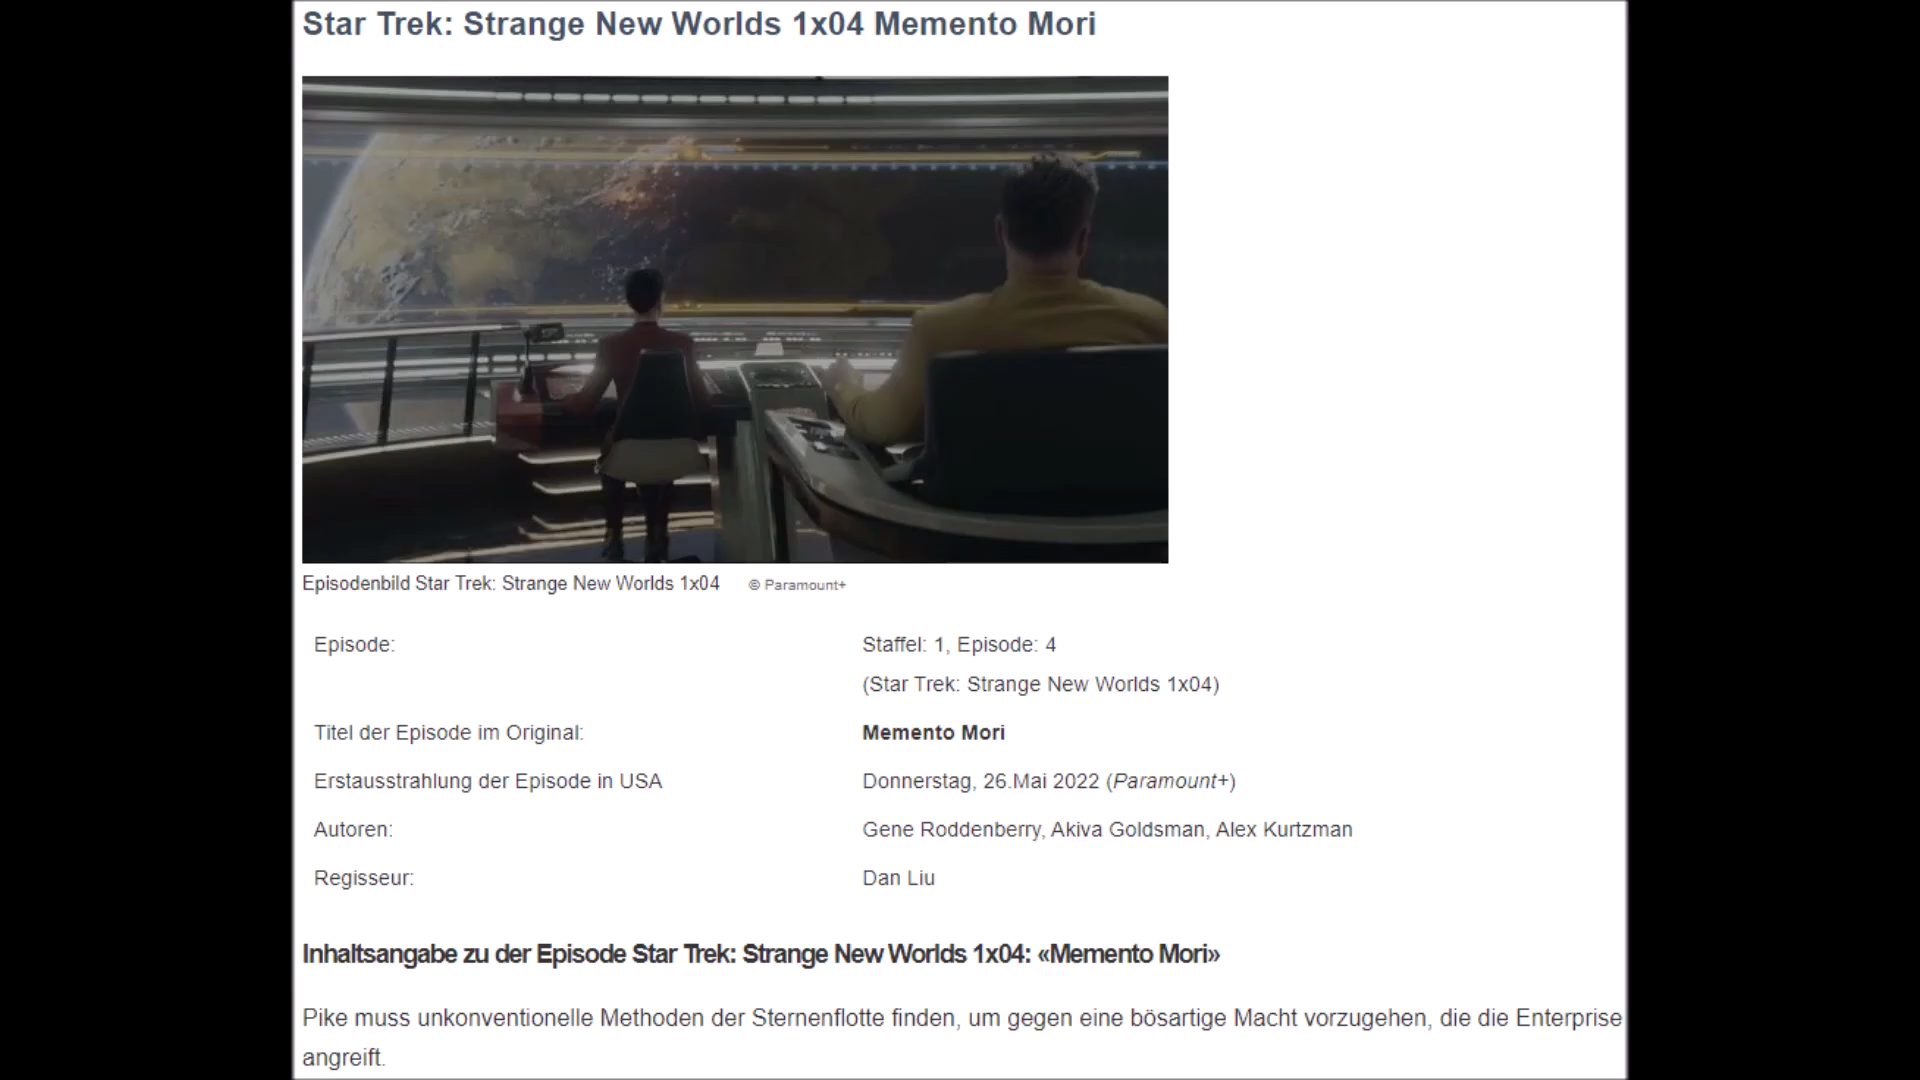 Star Trek: Strange New Worlds 1x04 Memento Mori
Episodenbild Star Trek: Strange New Worlds 1x04 © Paramount+
Episode: Staffel: 1, Episode: 4
(Star Trek: Strange New Worlds 1x04)
Titel der Episode im Original: Memento Mori
Erstausstrahlung der Episode in USA Donnerstag, 26.Mai 2022 (Paramount+)
Autoren: Gene Roddenberry, Akiva Goldsman, Alex Kurtzman
Regisseur: Dan Liu
Inhaltsangabe zu der Episode Star Trek: Strange New Worlds 1x04: «Memento Mori»
Pike muss unkonventionelle Methoden der Sternenflotte finden, um gegen eine bösartige Macht vorzugehen, die die Enterprise
angreift.